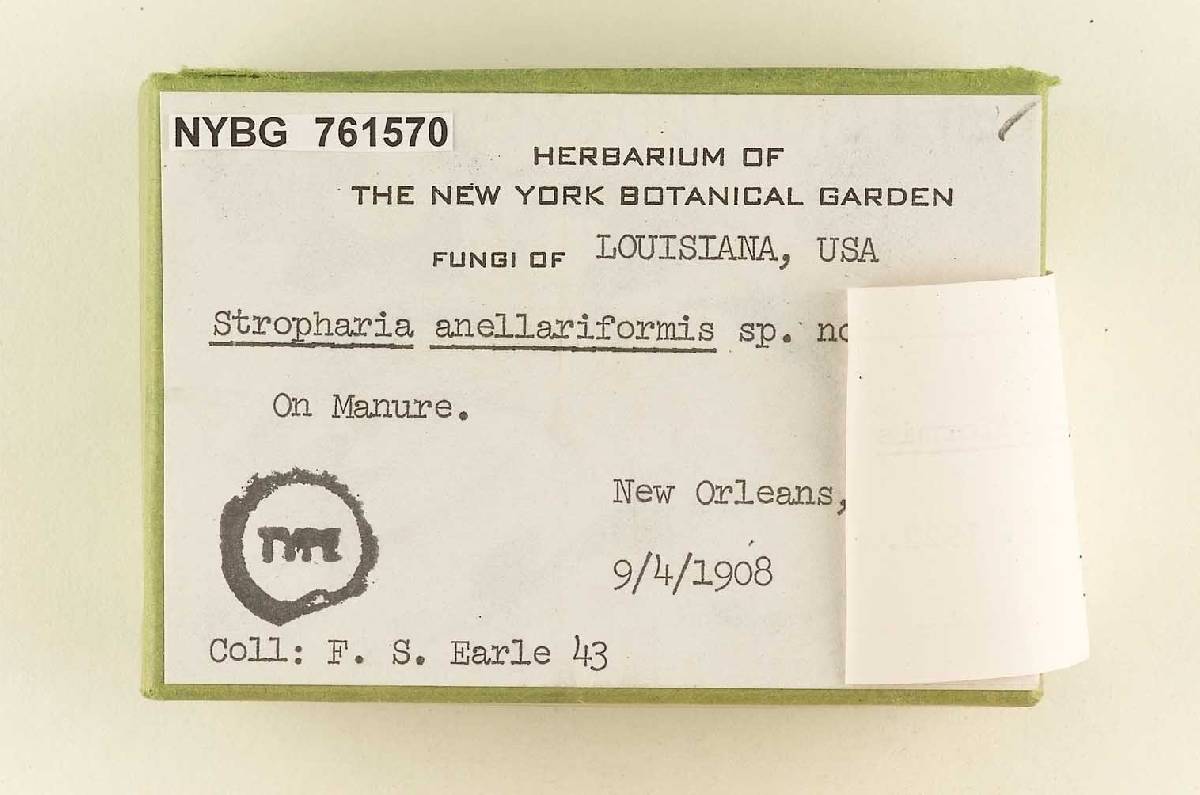 NYBG 761570
HERBARIUM OF
THE NEW YORK BOTANICAL GARDEN
FUNGI OF LOUISIANA, USA
Stropharia anellariformis sp.
On Manure.
New Orleans,
TYPE
9/4/1908
Coll: F. S. Earle 43